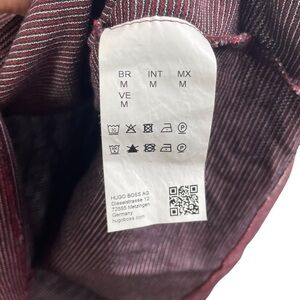 BR INT MX
M M M
VE
M
HUGO BOSS AG
Dieselstrasse 12
72555 Metzingen
Germany
hugoboss.com